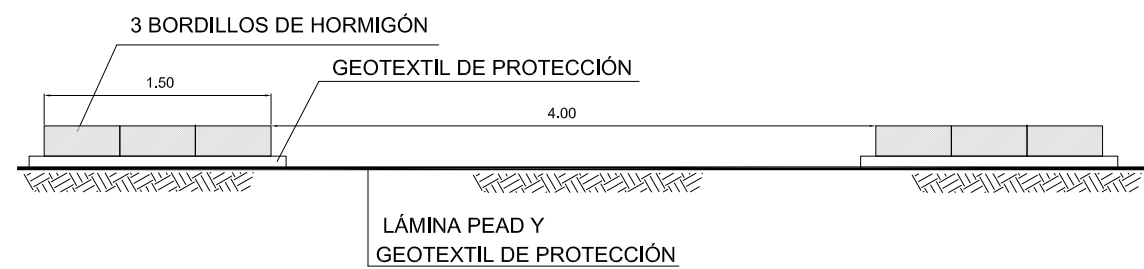 3 BORDILLOS DE HORMIGÓN
GEOTEXTIL DE PROTECCIÓN
1.50
4.00
LÁMINA PEAD Y
GEOTEXTIL DE PROTECCIÓN